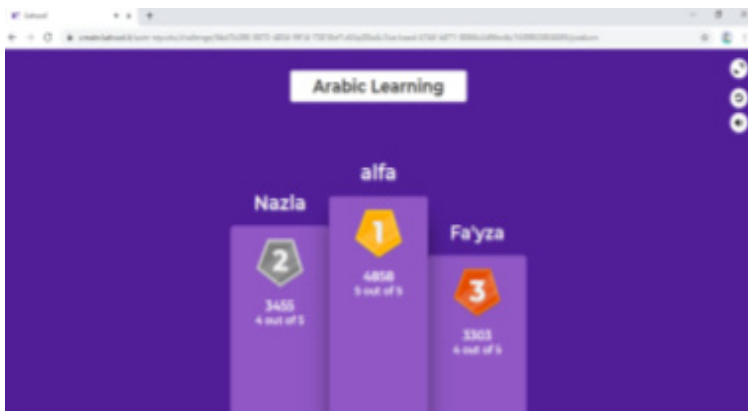 Kahoot!
Arabic Learning
alfa
Nazla
Fa'yza
1
2
3
4858
5 out of 5
3455
4 out of 5
3303
4 out of 5